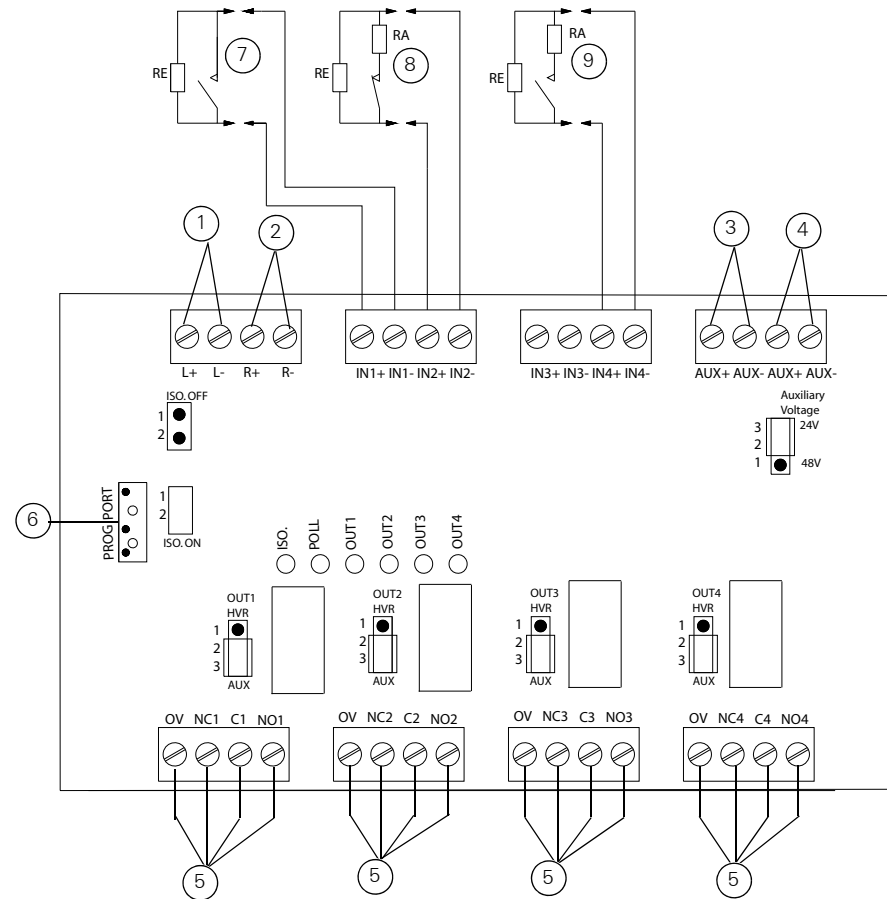 7
RE
RA
8
RE
RA
9
RE
1
2
3
4
L+ L- R+ R-
IN1+ IN1- IN2+ IN2-
IN3+ IN3- IN4+ IN4-
AUX+ AUX- AUX+ AUX-
ISO. OFF
1
2
Auxiliary
Voltage
3 24V
2
1 48V
6
PROG PORT
1
2
ISO. ON
ISO.
POLL
OUT1
OUT2
OUT3
OUT4
OUT1
HVR
1
2
3
AUX
OUT2
HVR
1
2
3
AUX
OUT3
HVR
1
2
3
AUX
OUT4
HVR
1
2
3
AUX
OV NC1 C1 NO1
OV NC2 C2 NO2
OV NC3 C3 NO3
OV NC4 C4 NO4
5
5
5
5